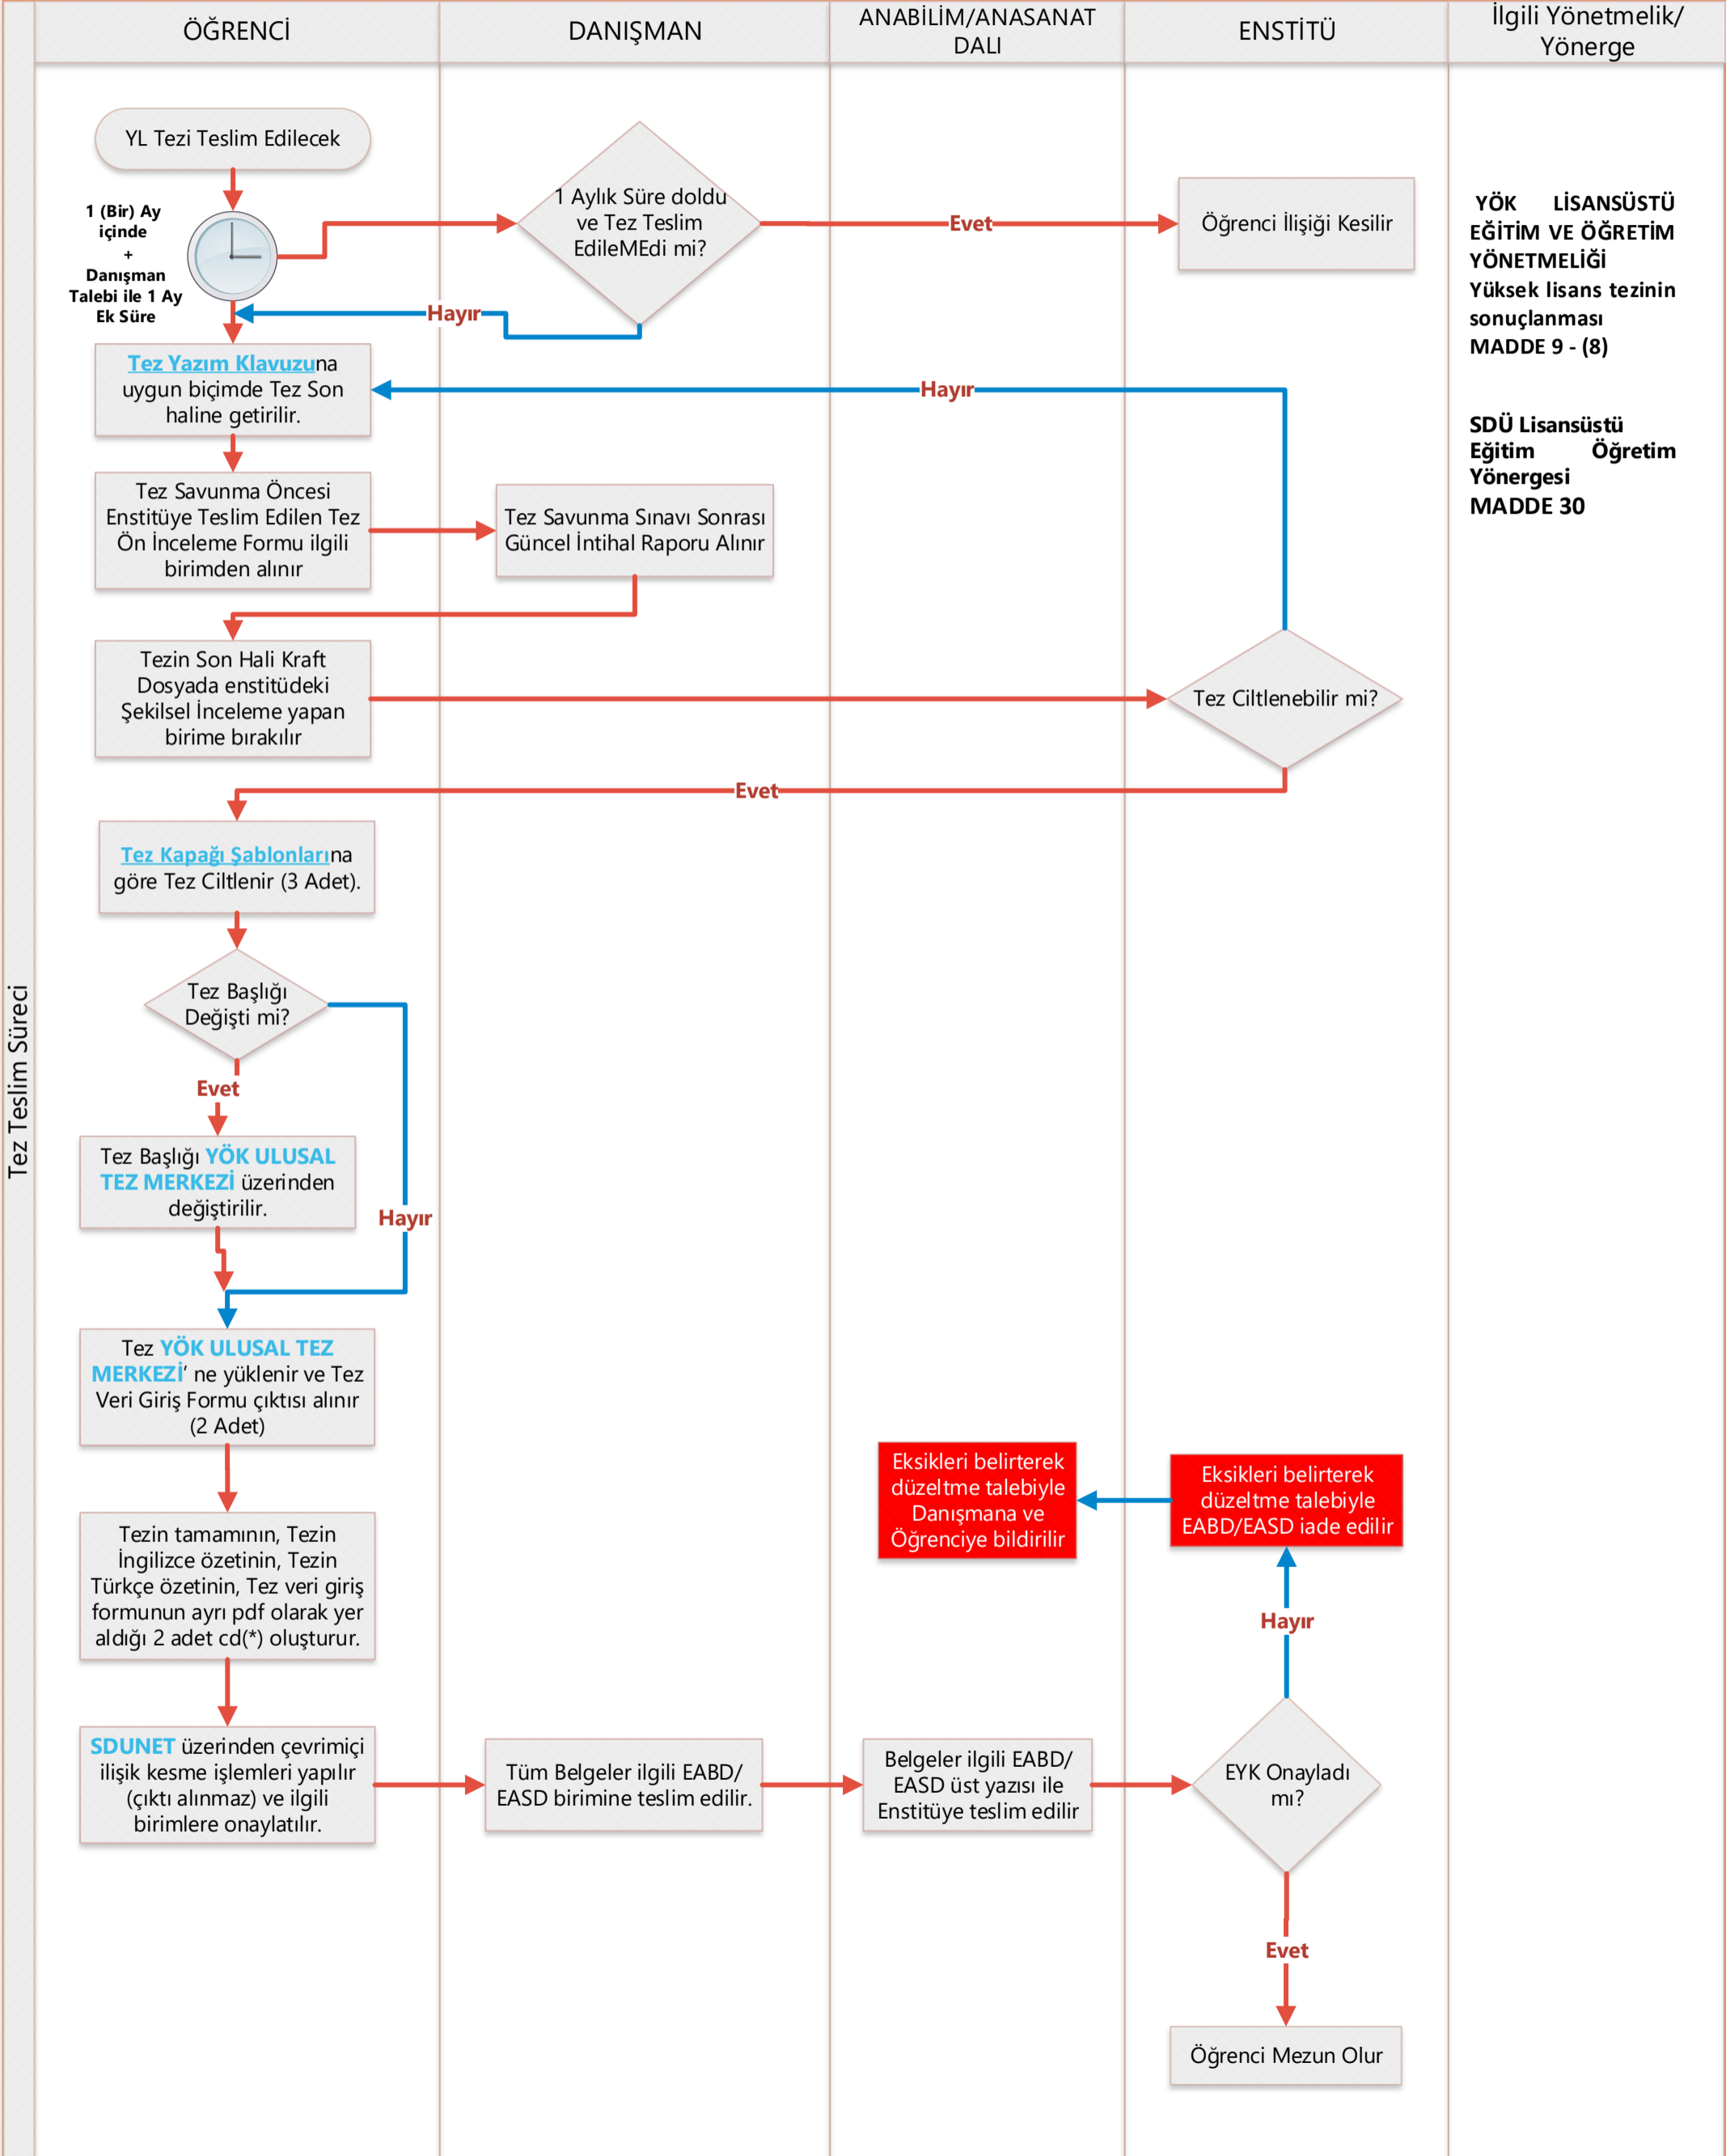 ÖĞRENCİ
DANIŞMAN
ANABİLİM/ANASANAT
DALI
ENSTİTÜ
İlgili Yönetmelik/
Yönerge
Tez Teslim Süreci
YL Tezi Teslim Edilecek
1 (Bir) Ay
içinde
+
Danışman
Talebi ile 1 Ay
Ek Süre
1 Aylık Süre doldu
ve Tez Teslim
EdileMEdi mi?
Evet
Öğrenci İlişiği Kesilir
Hayır
YÖK LİSANSÜSTÜ
EĞİTİM VE ÖĞRETİM
YÖNETMELİĞİ
Yüksek lisans tezinin
sonuçlanması
MADDE 9 - (8)
SDÜ Lisansüstü
Eğitim Öğretim
Yönergesi
MADDE 30
Tez Yazım Klavuzuna
uygun biçimde Tez Son
haline getirilir.
Hayır
Tez Savunma Öncesi
Enstitüye Teslim Edilen Tez
Ön İnceleme Formu ilgili
birimden alınır
Tez Savunma Sınavı Sonrası
Güncel İntihal Raporu Alınır
Tezin Son Hali Kraft
Dosyada enstitüdeki
Şekilsel İnceleme yapan
birime bırakılır
Tez Ciltlenebilir mi?
Evet
Tez Kapağı Şablonlarına
göre Tez Ciltlenir (3 Adet).
Tez Başlığı
Değişti mi?
Evet
Tez Başlığı YÖK ULUSAL
TEZ MERKEZİ üzerinden
değiştirilir.
Hayır
Tez YÖK ULUSAL TEZ
MERKEZİ’ ne yüklenir ve Tez
Veri Giriş Formu çıktısı alınır
(2 Adet)
Tezin tamamının, Tezin
İngilizce özetinin, Tezin
Türkçe özetinin, Tez veri giriş
formunun ayrı pdf olarak yer
aldığı 2 adet cd(*) oluşturur.
Eksikleri belirterek
düzeltme talebiyle
Danışmana ve
Öğrenciye bildirilir
Eksikleri belirterek
düzeltme talebiyle
EABD/EASD iade edilir
Hayır
SDUNET üzerinden çevrimiçi
ilişik kesme işlemleri yapılır
(çıktı alınmaz) ve ilgili
birimlere onaylatılır.
Tüm Belgeler ilgili EABD/
EASD birimine teslim edilir.
Belgeler ilgili EABD/
EASD üst yazısı ile
Enstitüye teslim edilir
EYK Onayladı
mı?
Evet
Öğrenci Mezun Olur